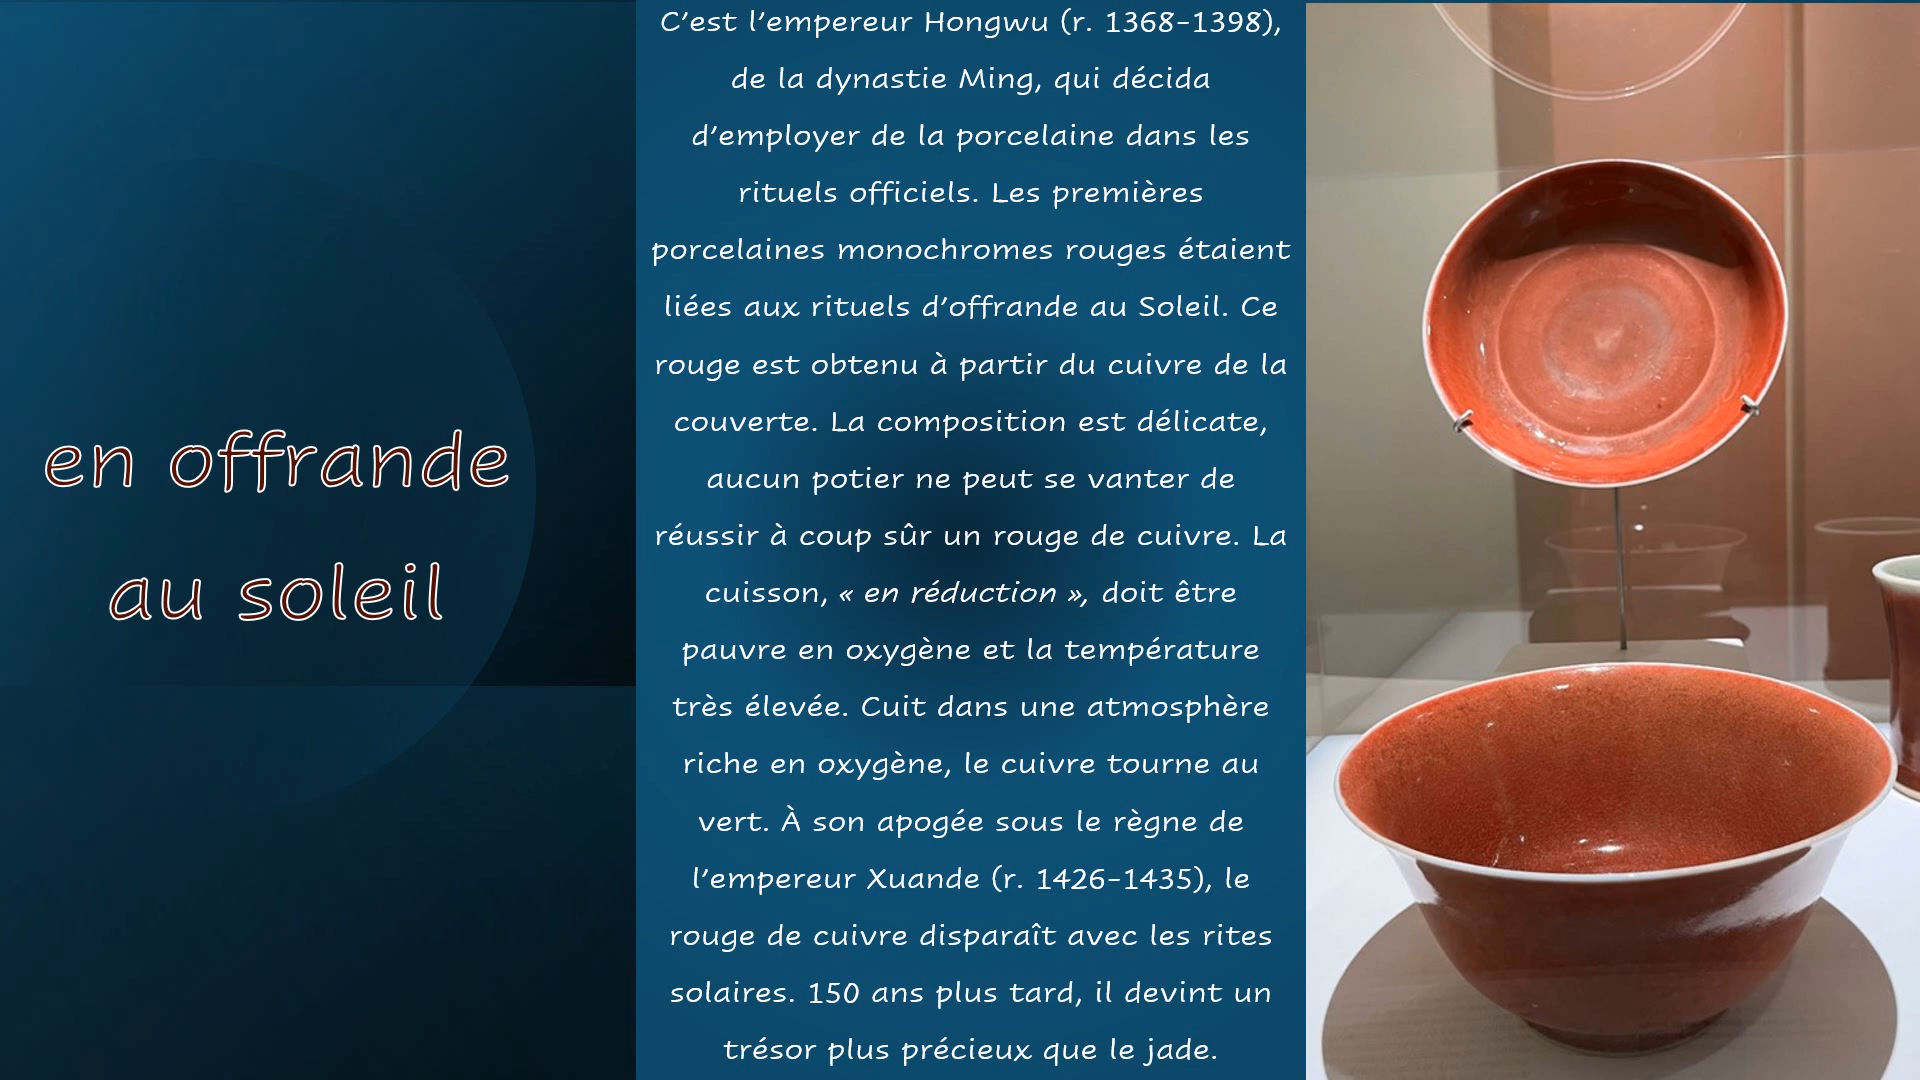 en offrande
au soleil
C’est l’empereur Hongwu (r. 1368-1398),
de la dynastie Ming, qui décida
d’employer de la porcelaine dans les
rituels officiels. Les premières
porcelaines monochromes rouges étaient
liées aux rituels d’offrande au Soleil. Ce
rouge est obtenu à partir du cuivre de la
couverte. La composition est délicate,
aucun potier ne peut se vanter de
réussir à coup sûr un rouge de cuivre. La
cuisson, « en réduction », doit être
pauvre en oxygène et la température
très élevée. Cuit dans une atmosphère
riche en oxygène, le cuivre tourne au
vert. À son apogée sous le règne de
l’empereur Xuande (r. 1426-1435), le
rouge de cuivre disparaît avec les rites
solaires. 150 ans plus tard, il devint un
trésor plus précieux que le jade.